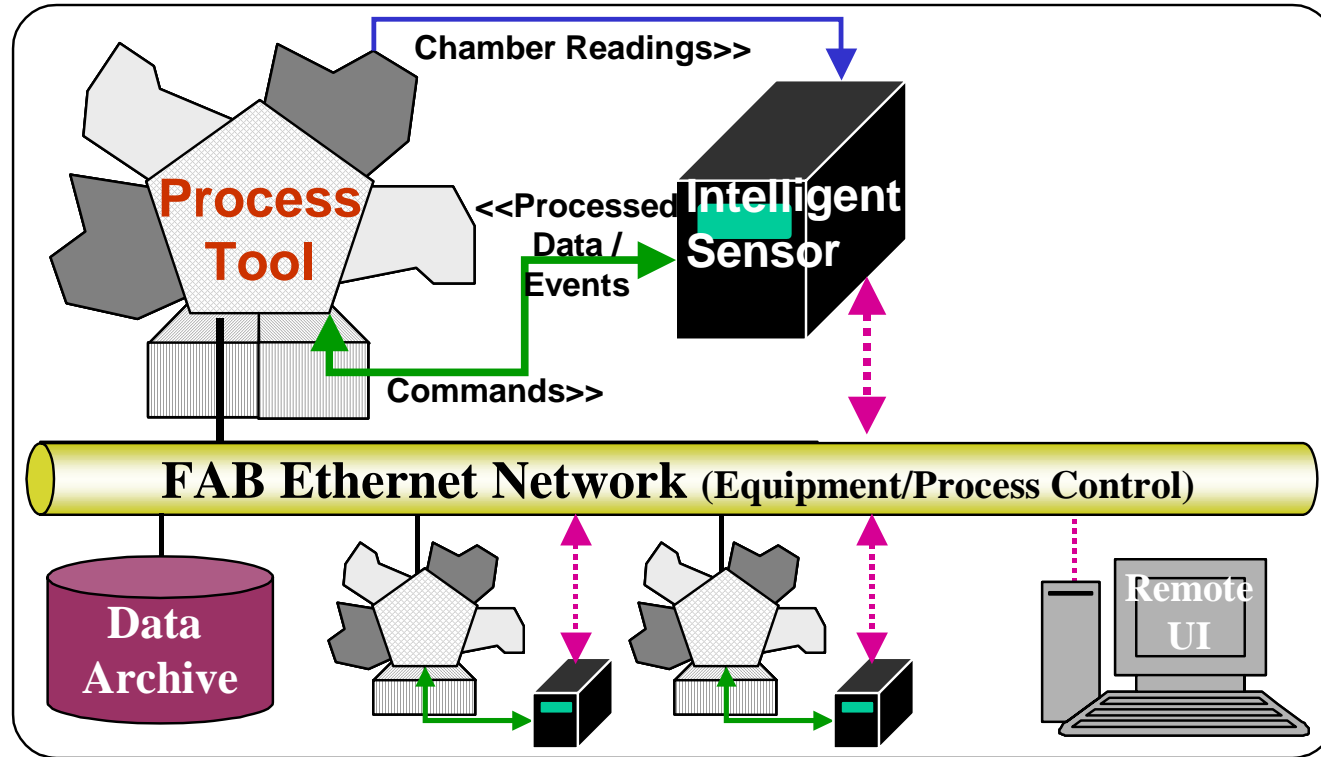 Chamber Readings>>
Process
Tool
<<Processed
Data /
Events
Intelligent
Sensor
Commands>>
FAB Ethernet Network (Equipment/Process Control)
Data
Archive
Remote
UI